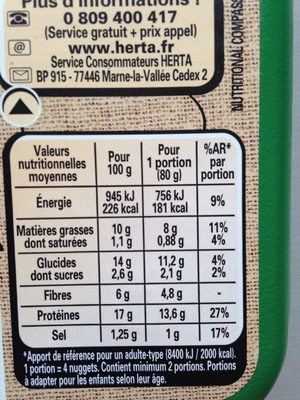 Plus d'informations !
0 809 400 417
(Service gratuit + prix appel)
@ www.herta.fr
Service Consommateurs HERTA
BP 915 - 77446 Marne-la-Vallée Cedex 2
NUTRITIONAL COMPASS
Valeurs nutritionnelles moyennes Pour 100 g Pour 1 portion (80 g) %AR* par portion
Énergie 945 kJ 226 kcal 756 kJ 181 kcal 9%
Matières grasses 10 g 8 g 11%
dont saturées 1,1 g 0,88 g 4%
Glucides 14 g 11,2 g 4%
dont sucres 2,6 g 2,1 g 2%
Fibres 6 g 4,8 g -
Protéines 17 g 13,6 g 27%
Sel 1,25 g 1 g 17%
*Apport de référence pour un adulte-type (8400 kJ / 2000 kcal).
1 portion = 4 nuggets. Contient minimum 2 portions. Portions
à adapter pour les enfants selon leur âge.